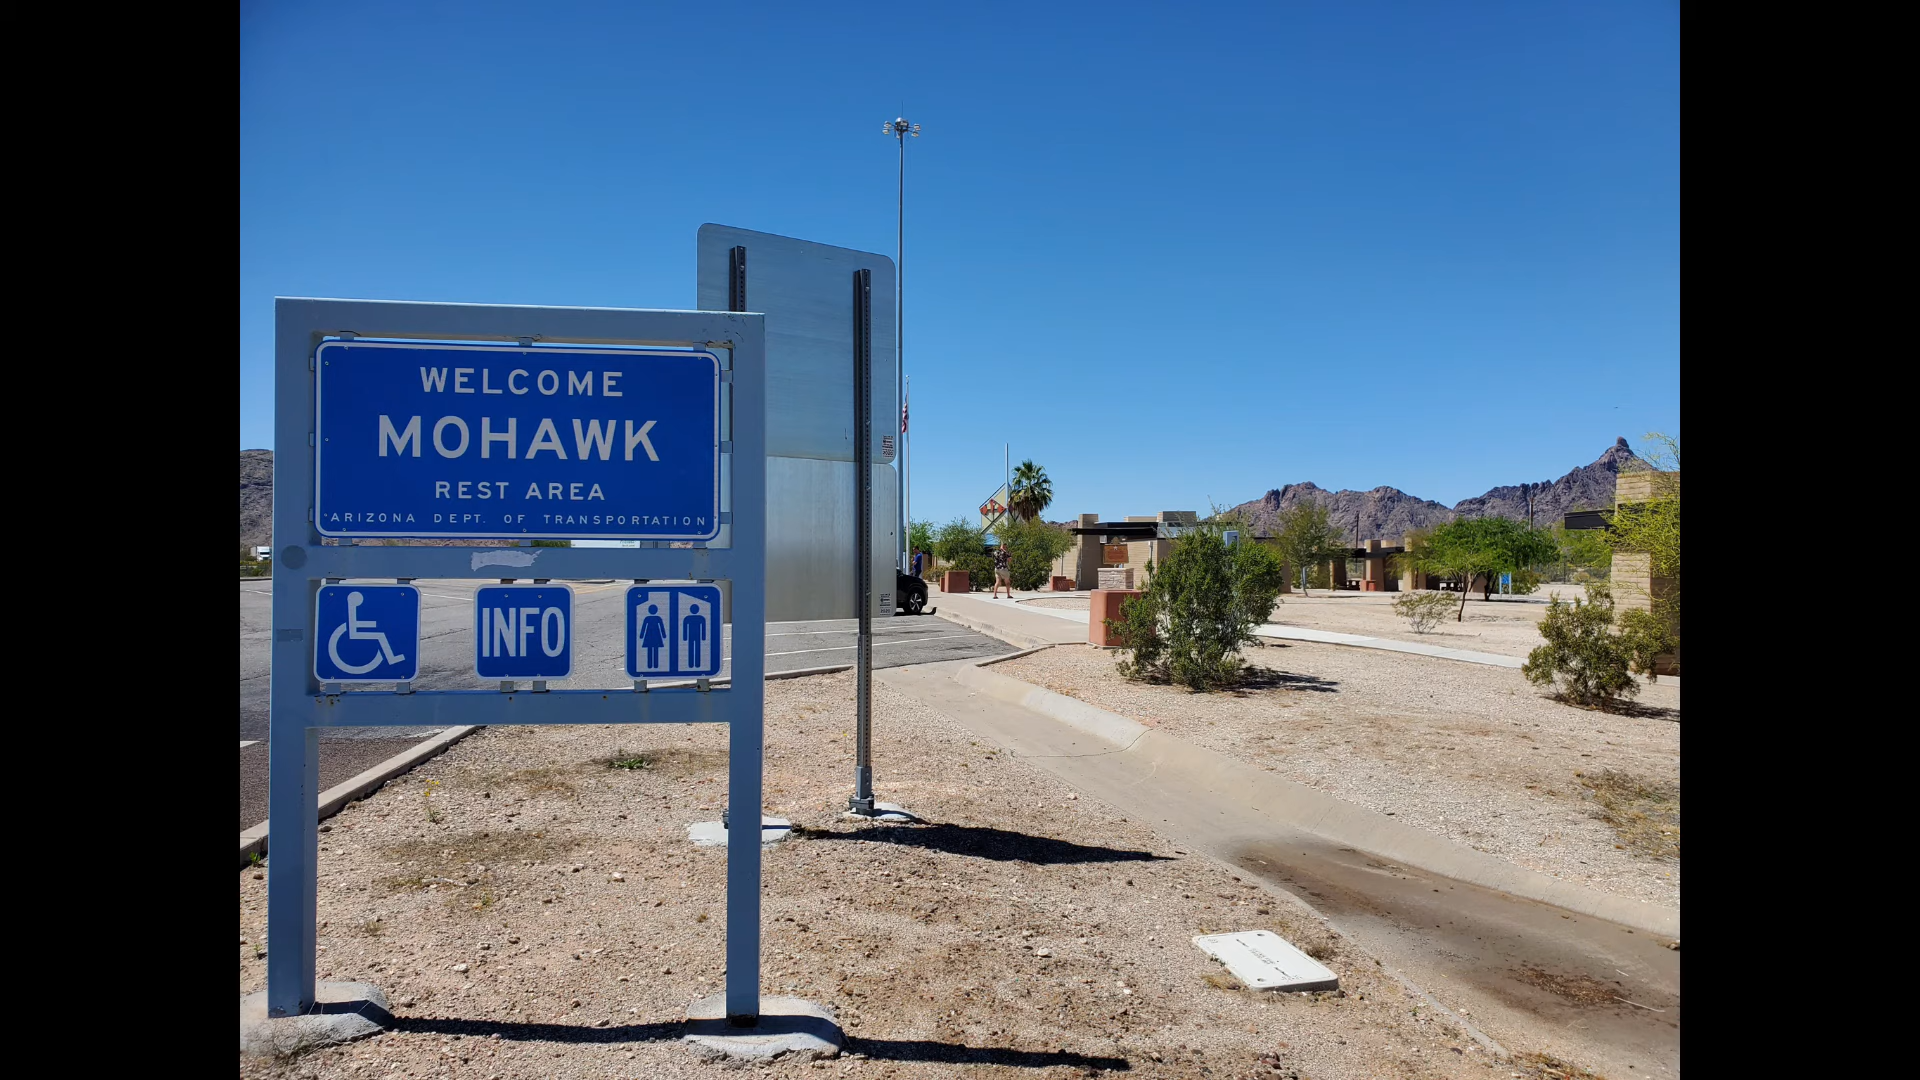 WELCOME
MOHAWK
REST AREA
ARIZONA DEPT. OF TRANSPORTATION
INFO